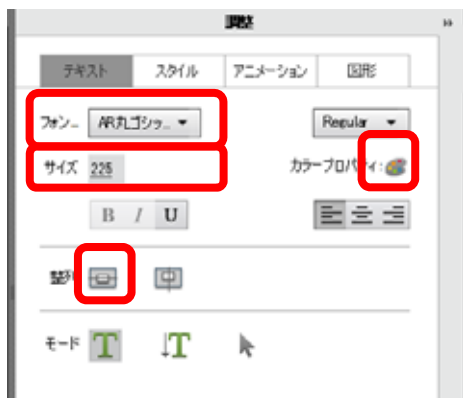 調整
テキスト スタイル アニメーション 図形
フォン... AR丸ゴシッ... Regular
サイズ 225 カラープロパティ:
B I U
整列
モード T T